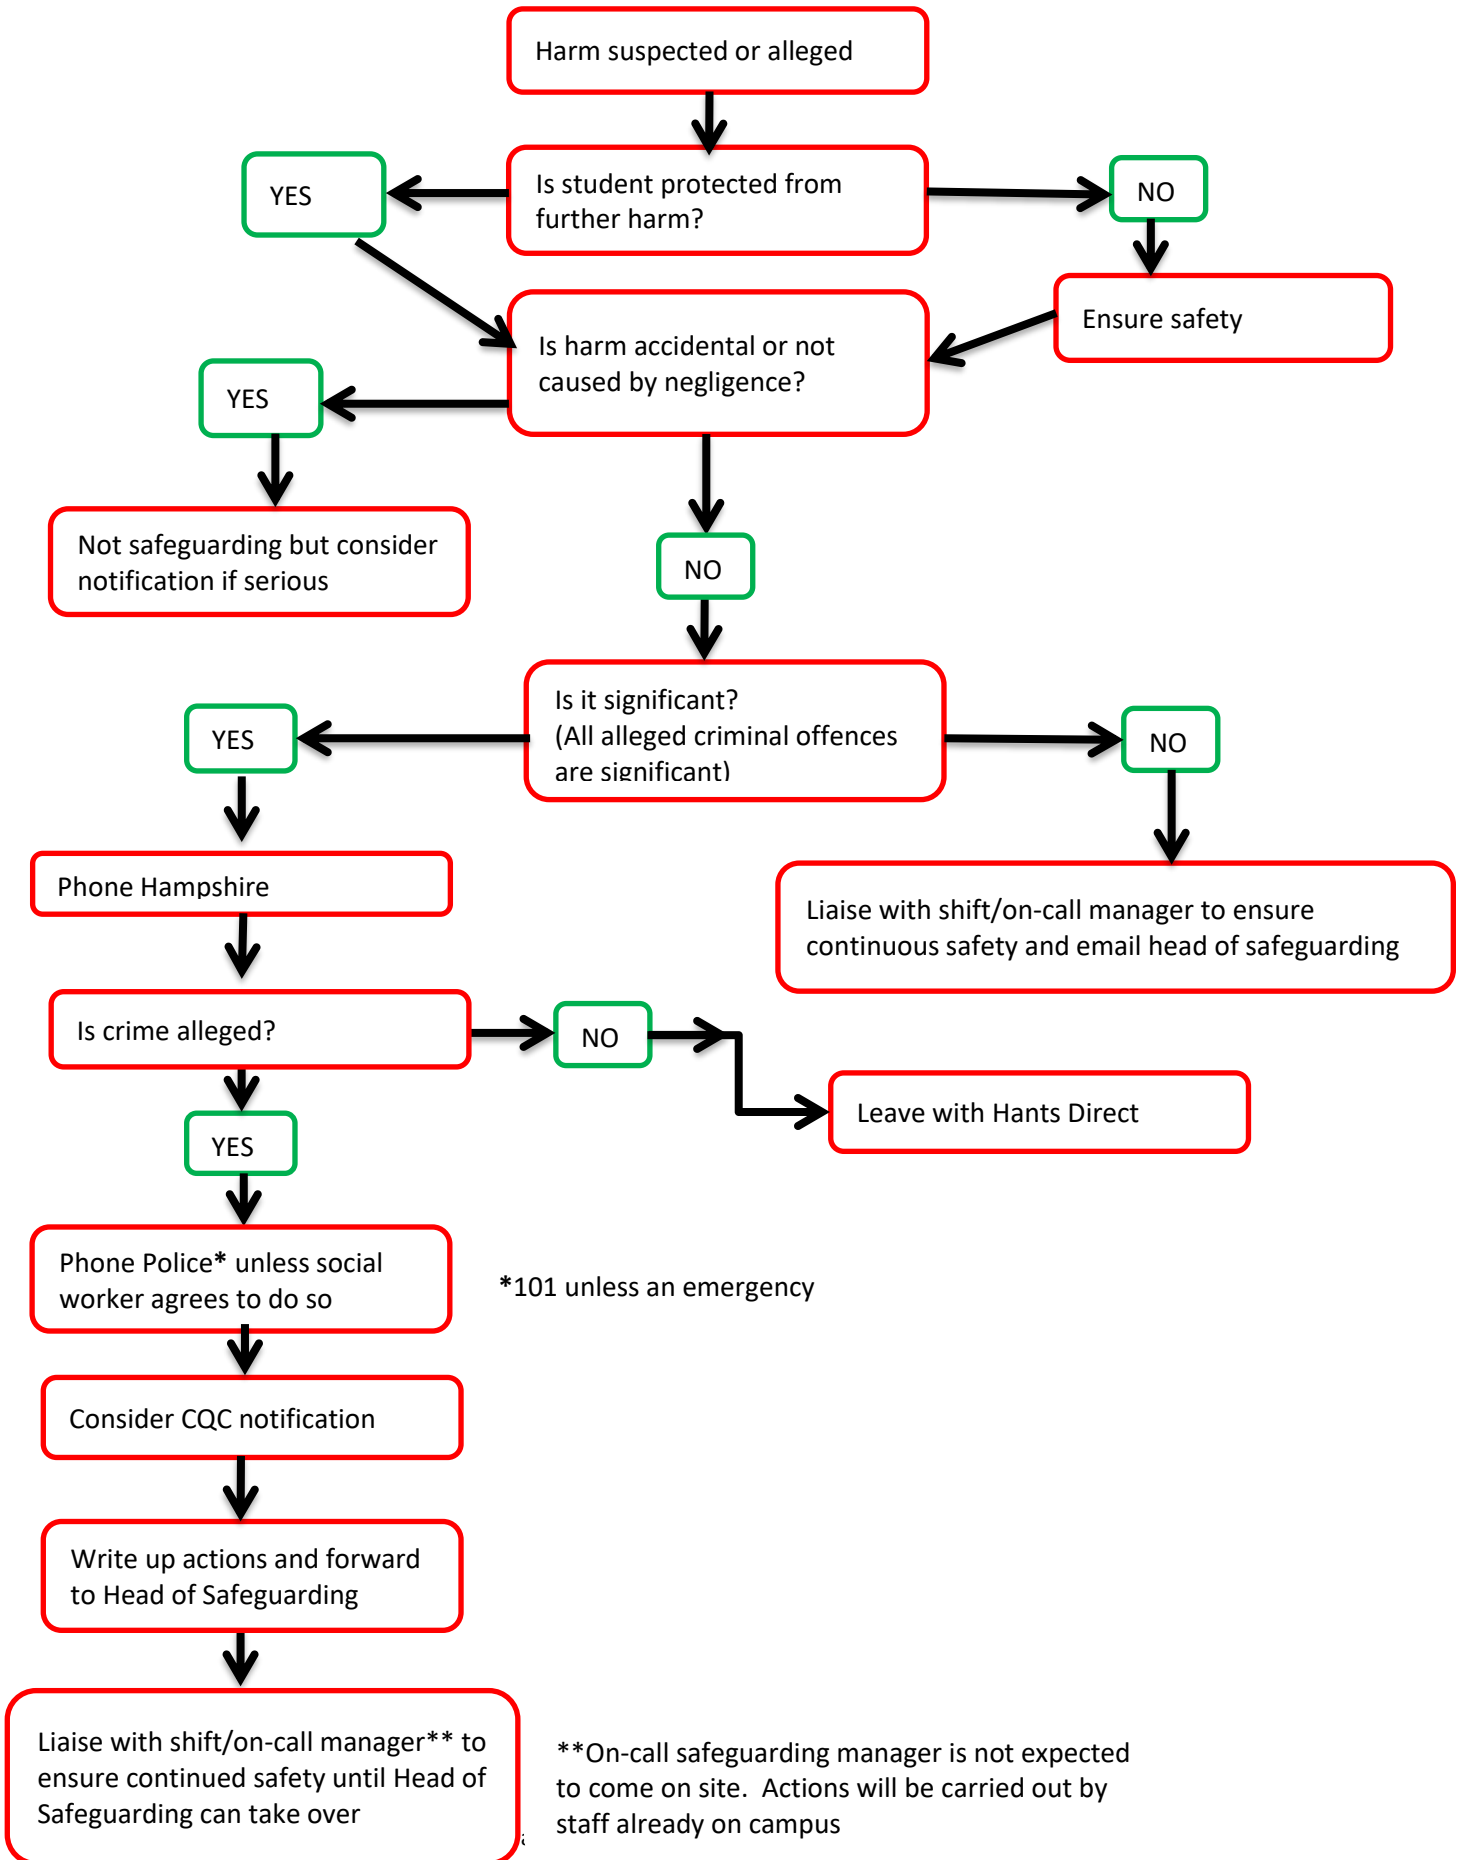 Harm suspected or alleged
YES
Is student protected from
further harm?
NO
Ensure safety
Is harm accidental or not
caused by negligence?
YES
Not safeguarding but consider
notification if serious
NO
Is it significant?
(All alleged criminal offences
are significant)
YES
NO
Phone Hampshire
Liaise with shift/on-call manager to ensure
continuous safety and email head of safeguarding
Is crime alleged?
NO
Leave with Hants Direct
YES
Phone Police* unless social
worker agrees to do so
*101 unless an emergency
Consider CQC notification
Write up actions and forward
to Head of Safeguarding
Liaise with shift/on-call manager** to
ensure continued safety until Head of
Safeguarding can take over
**On-call safeguarding manager is not expected
to come on site. Actions will be carried out by
staff already on campus